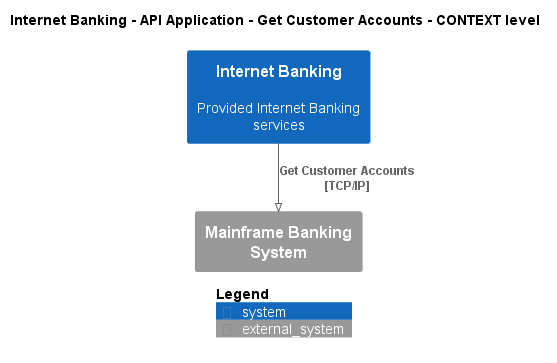 Internet Banking - API Application - Get Customer Accounts - CONTEXT level
Internet Banking
Provided Internet Banking
services
Get Customer Accounts
[TCP/IP]
Mainframe Banking
System
Legend
system
external_system